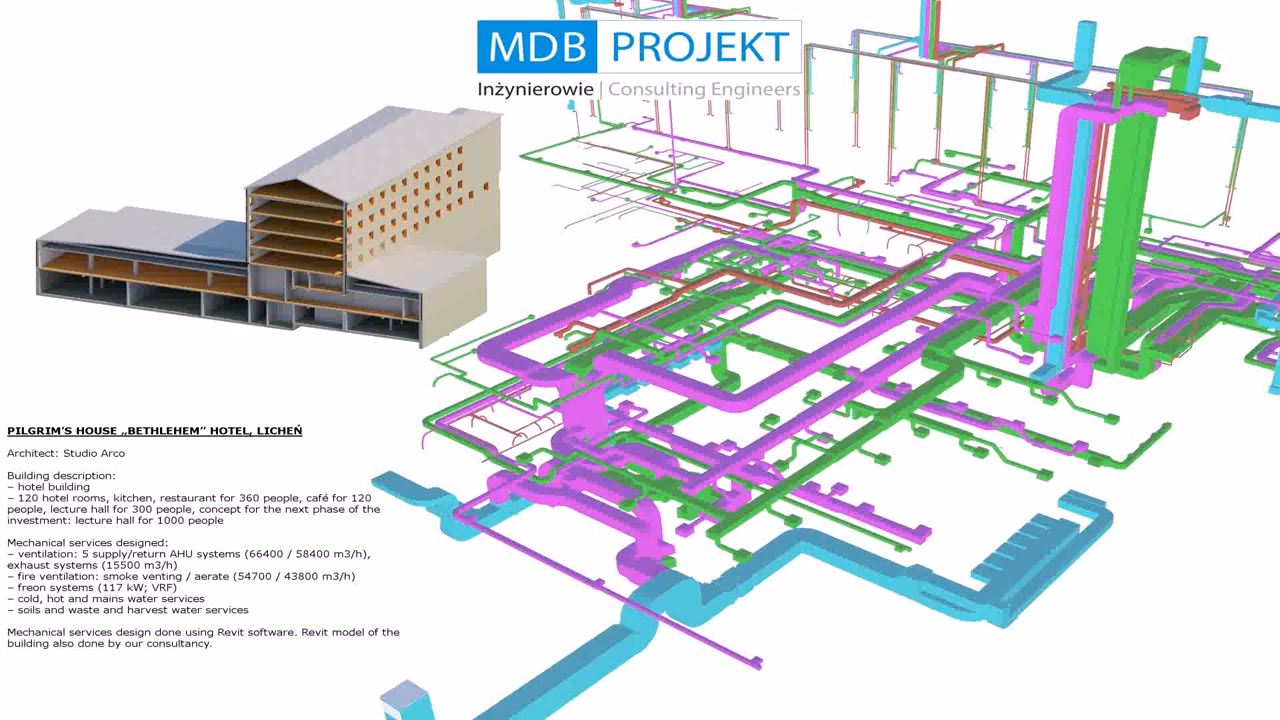 MDB PROJEKT
Inżynierowie | Consulting Engineers
PILGRIM'S HOUSE „BETHLEHEM” HOTEL, LICHEŃ
Architect: Studio Arco
Building description:
– hotel building
– 120 hotel rooms, kitchen, restaurant for 360 people, café for 120
people, lecture hall for 300 people, concept for the next phase of the
investment: lecture hall for 1000 people
Mechanical services designed:
– ventilation: 5 supply/return AHU systems (66400 / 58400 m3/h),
exhaust systems (15500 m3/h)
– fire ventilation: smoke venting / aerate (54700 / 43800 m3/h)
– freon systems (117 kW; VRF)
– cold, hot and mains water services
– soils and waste and harvest water services
Mechanical services design done using Revit software. Revit model of the
building also done by our consultancy.